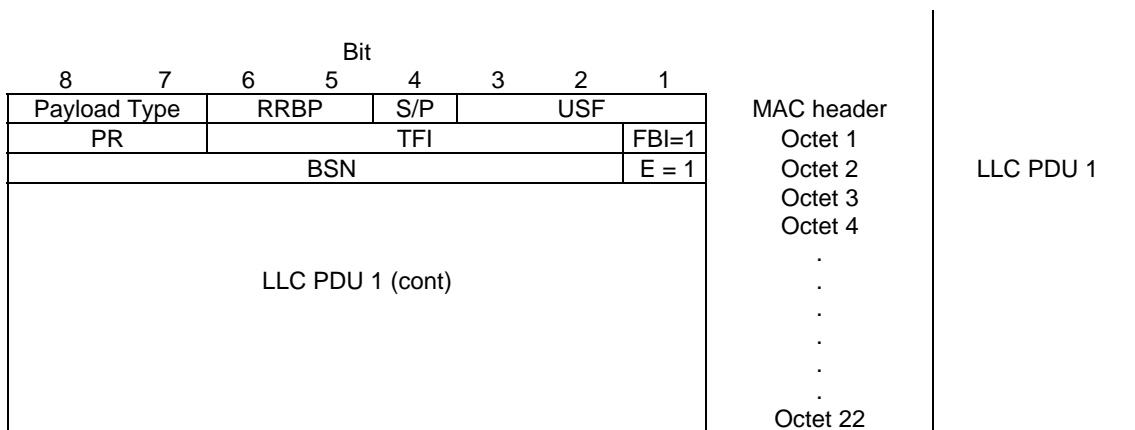 Bit
8 7 6 5 4 3 2 1
Payload Type RRBP S/P USF MAC header
PR TFI FBI=1 Octet 1
BSN E = 1 Octet 2 LLC PDU 1
Octet 3
Octet 4
.
LLC PDU 1 (cont) .
.
.
.
.
Octet 22